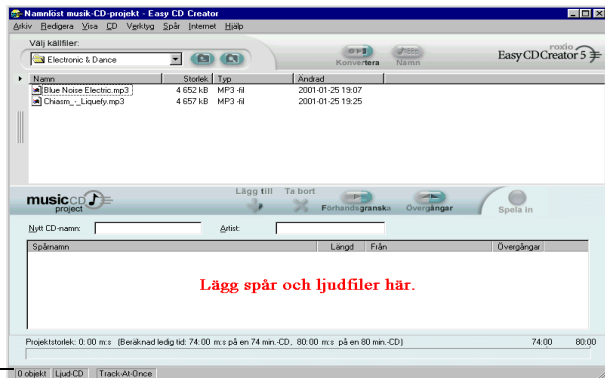 Namnlöst musik-CD-projekt - Easy CD Creator
Arkiv Redigera Visa CD Verktyg Spår Internet Hjälp
Välj källfiler:
Electronic & Dance
Konvertera
Namn
roxio
Easy CD Creator 5
Namn Storlek Typ Ändrad
Blue Noise Electric.mp3 4 652 kB MP3-fil 2001-01-25 19:07
Chiasm_-_Liquefy.mp3 4 657 kB MP3-fil 2001-01-25 19:25
musicCD
project
Lägg till
Ta bort
Förhandsgranska
Övergångar
Spela in
Nytt CD-namn:
Artist:
Spårnamn Längd Från Övergångar
Lägg spår och ljudfiler här.
Projektstorlek: 0:00 m:s (Beräknad ledig tid: 74:00 m:s på en 74 min.-CD, 80:00 m:s på en 80 min.-CD)
74:00 80:00
0 objekt Ljud-CD Track-At-Once